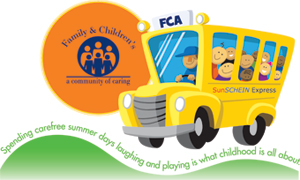 Family & Children's
a community of caring
FCA
SunSCHEIN Express
Spending carefree summer days laughing and playing is what childhood is all about